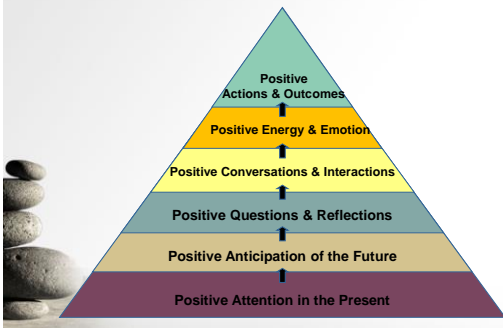 Positive
Actions & Outcomes
Positive Energy & Emotion
Positive Conversations & Interactions
Positive Questions & Reflections
Positive Anticipation of the Future
Positive Attention in the Present